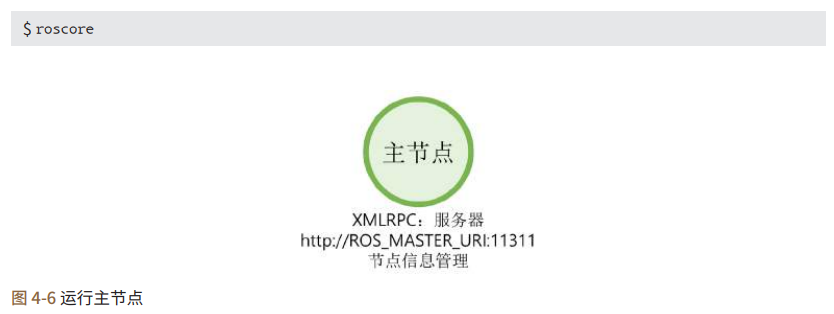 $ roscore
主节点
XMLRPC：服务器
http://ROS_MASTER_URI:11311
节点信息管理
图 4-6 运行主节点